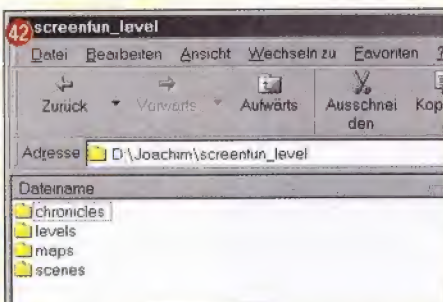 42
screenfun_level
Datei Bearbeiten Ansicht Wechseln zu Favoriten ?
Zurück Vorwärts Aufwärts Ausschnei den Kop
Adresse D:\Joachim\screenfun_level
Dateiname
chronicles
levels
maps
scenes